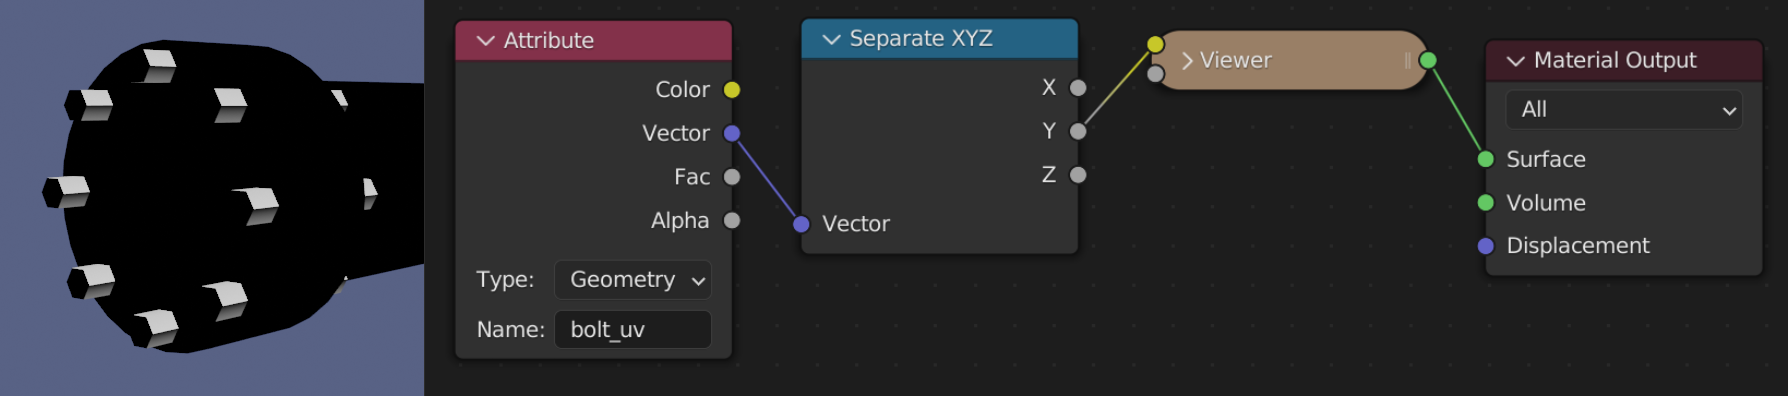 Attribute
Color
Vector
Fac
Alpha
Type: Geometry
Name: bolt_uv
Separate XYZ
X
Y
Z
Vector
Viewer
Material Output
All
Surface
Volume
Displacement